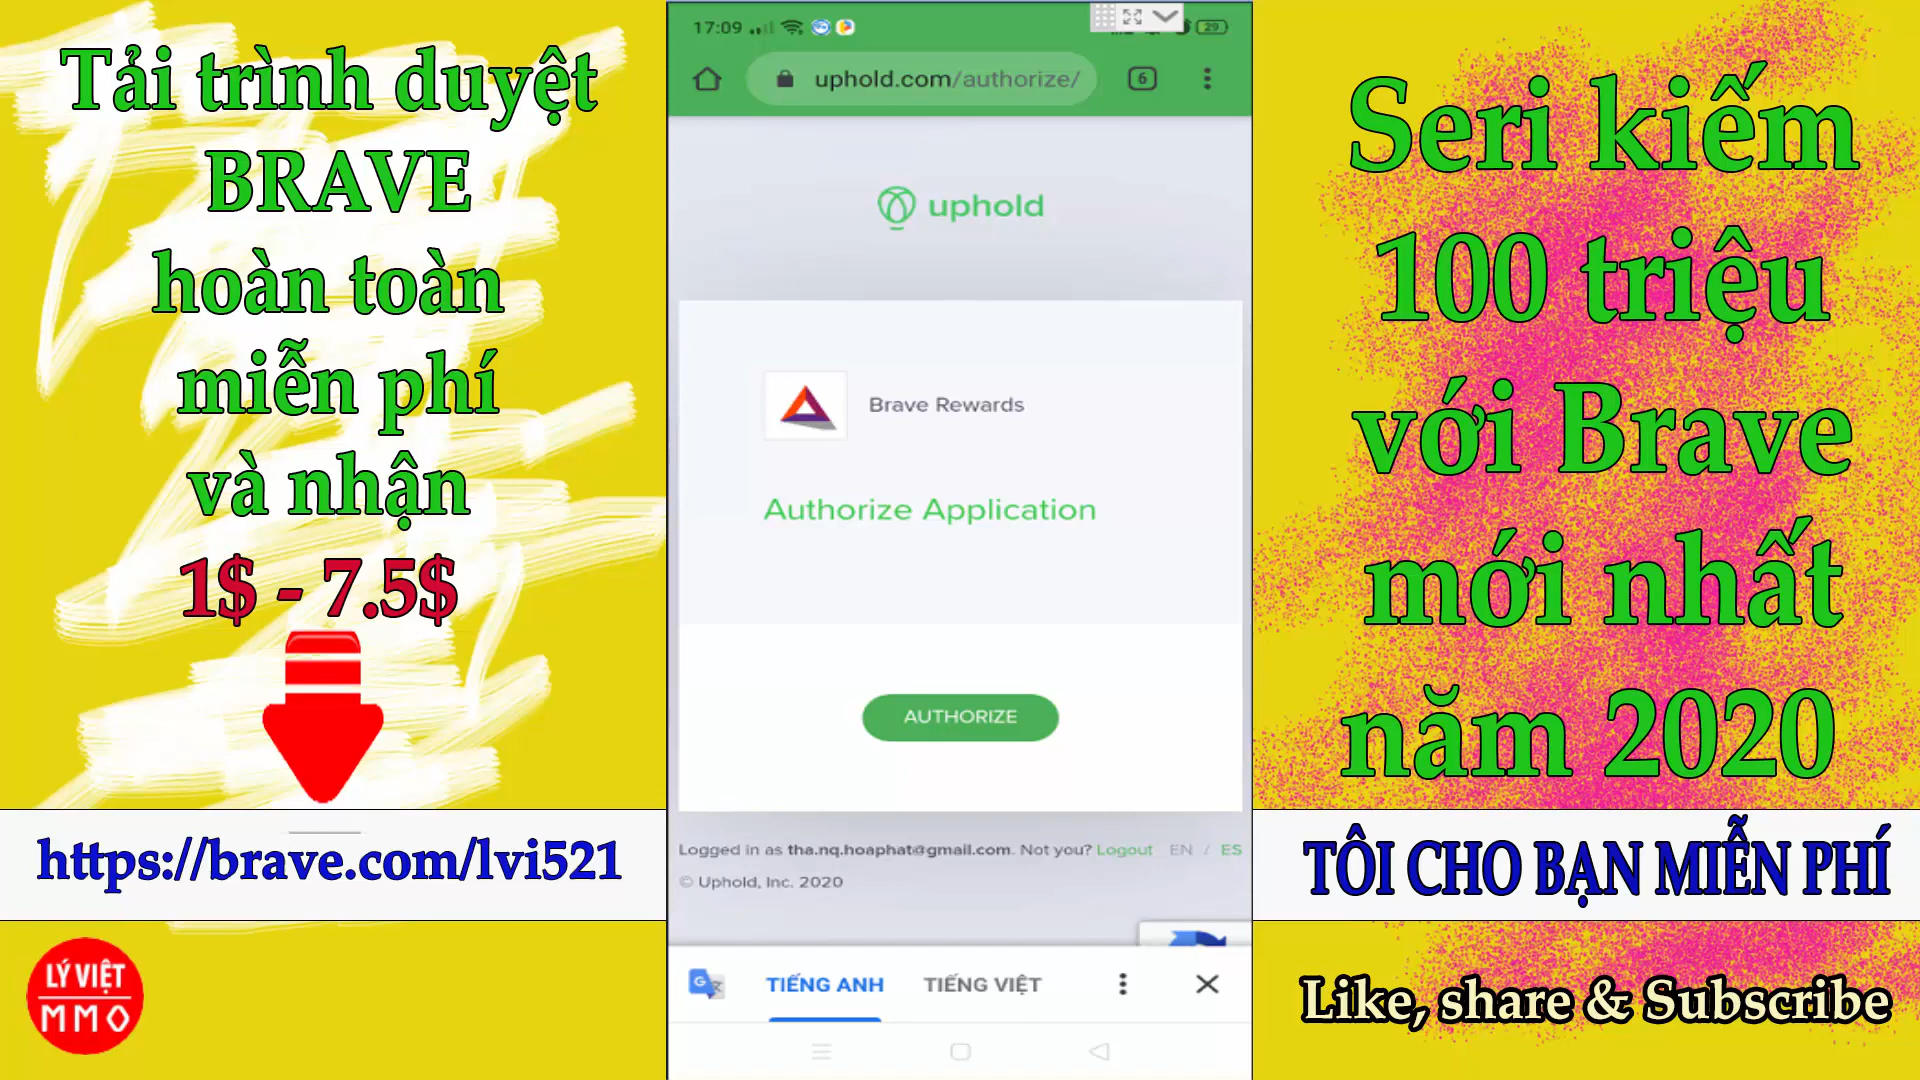 Tải trình duyệt
BRAVE
hoàn toàn
miễn phí
và nhận
1$ - 7.5$
https://brave.com/lvi521
LÝ VIỆT
MMO
17:09
29
uphold.com/authorize/
6
uphold
Brave Rewards
Authorize Application
AUTHORIZE
Logged in as tha.nq.hoaphat@gmail.com. Not you? Logout EN / ES
© Uphold, Inc. 2020
TIẾNG ANH TIẾNG VIỆT
Seri kiếm
100 triệu
với Brave
mới nhất
năm 2020
TÔI CHO BẠN MIỄN PHÍ
Like, share & Subscribe